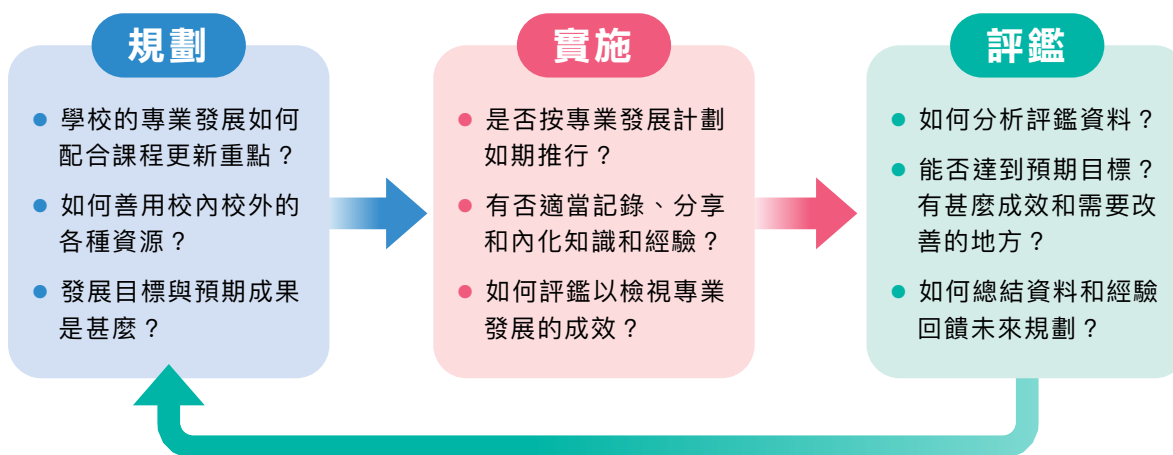 規劃
● 學校的專業發展如何
配合課程更新重點？
● 如何善用校內校外的
各種資源？
● 發展目標與預期成果
是甚麼？
實施
● 是否按專業發展計劃
如期推行？
● 有否適當記錄、分享
和內化知識和經驗？
● 如何評鑑以檢視專業
發展的成效？
評鑑
● 如何分析評鑑資料？
● 能否達到預期目標？
有甚麼成效和需要改
善的地方？
● 如何總結資料和經驗
回饋未來規劃？